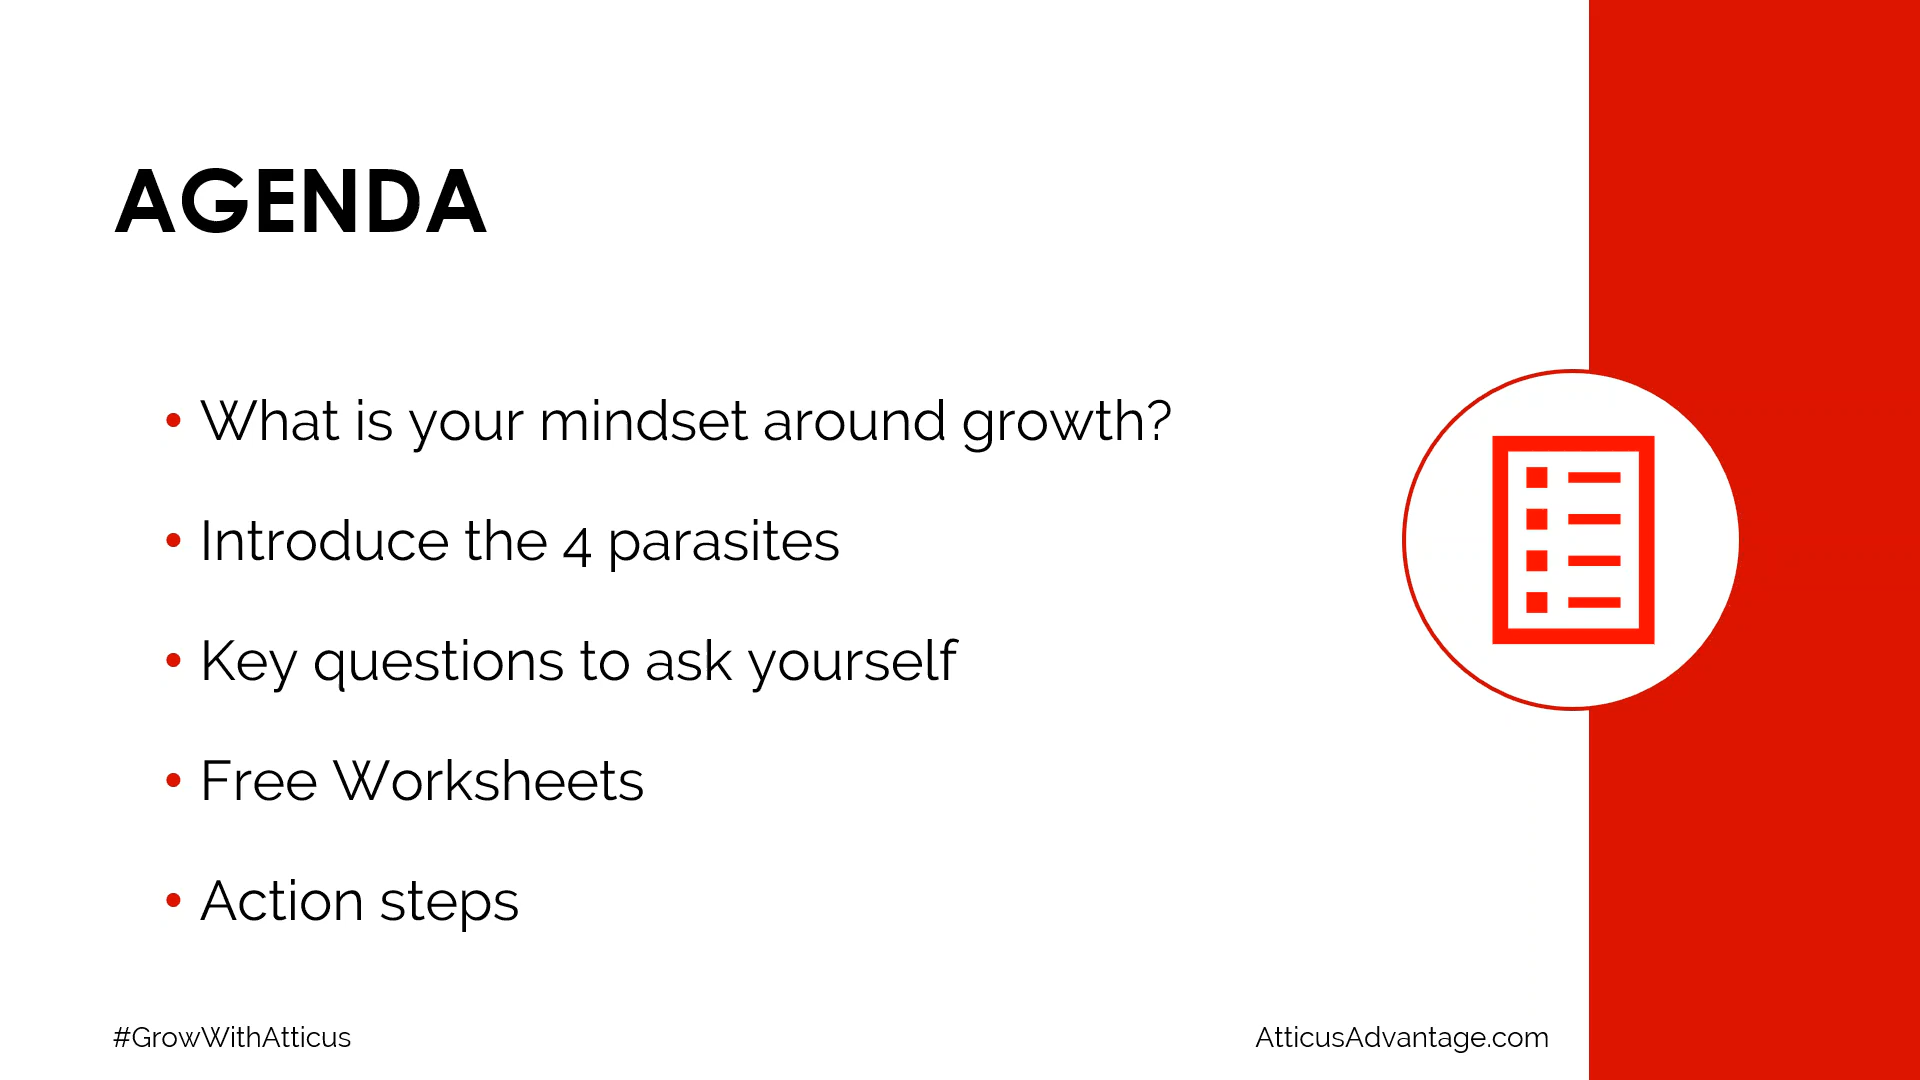 AGENDA
• What is your mindset around growth?
• Introduce the 4 parasites
• Key questions to ask yourself
• Free Worksheets
• Action steps
#GrowWithAtticus
AtticusAdvantage.com